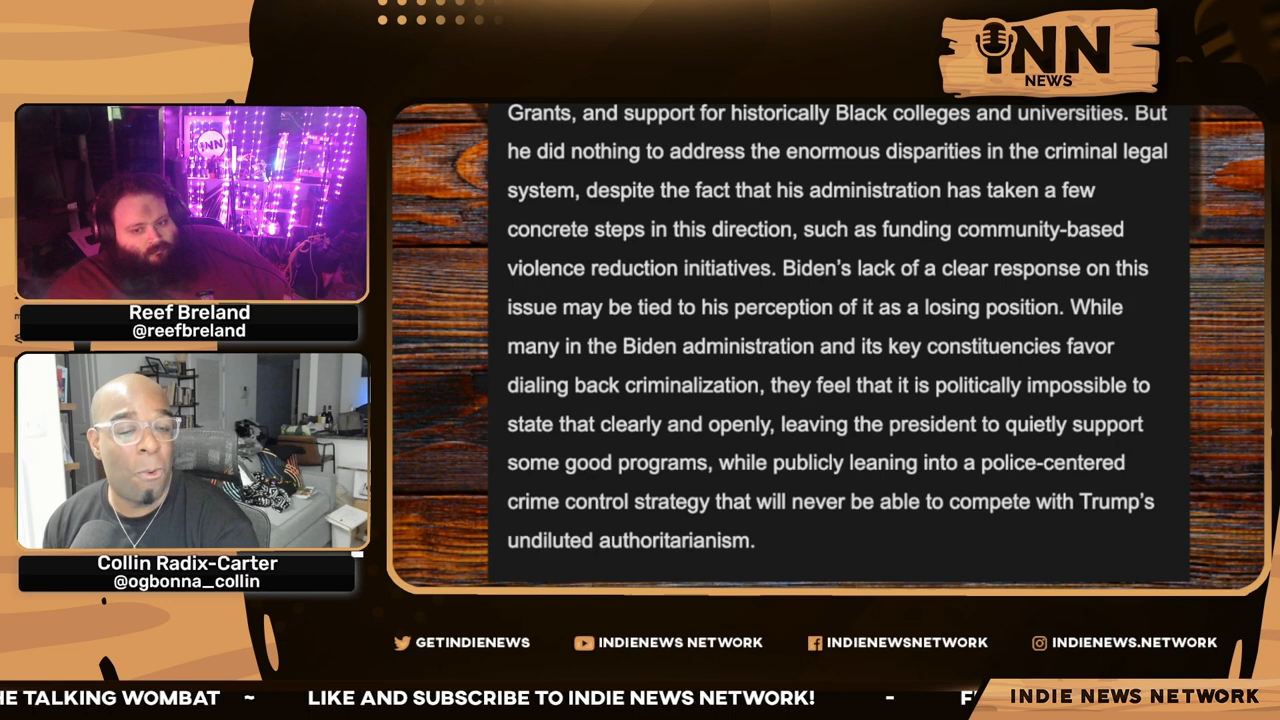 INN
NEWS
INN
Reef Breland
@reefbreland
Collin Radix-Carter
@ogbonna_collin
Grants, and support for historically Black colleges and universities. But
he did nothing to address the enormous disparities in the criminal legal
system, despite the fact that his administration has taken a few
concrete steps in this direction, such as funding community-based
violence reduction initiatives. Biden’s lack of a clear response on this
issue may be tied to his perception of it as a losing position. While
many in the Biden administration and its key constituencies favor
dialing back criminalization, they feel that it is politically impossible to
state that clearly and openly, leaving the president to quietly support
some good programs, while publicly leaning into a police-centered
crime control strategy that will never be able to compete with Trump’s
undiluted authoritarianism.
GETINDIENEWS INDIENEWS NETWORK INDIENEWSNETWORK INDIENEWS.NETWORK
HE TALKING WOMBAT ~ LIKE AND SUBSCRIBE TO INDIE NEWS NETWORK! - F
INDIE NEWS NETWORK